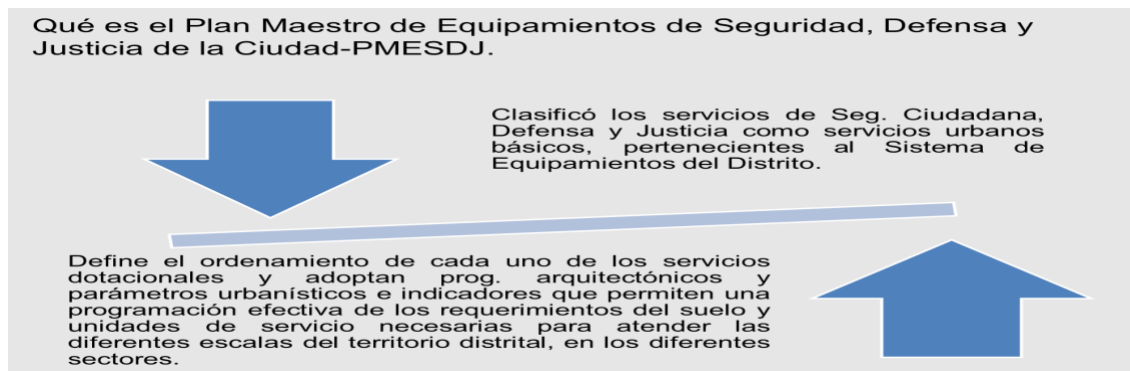 Qué es el Plan Maestro de Equipamientos de Seguridad, Defensa y
Justicia de la Ciudad-PMESDJ.
Clasificó los servicios de Seg. Ciudadana,
Defensa y Justicia como servicios urbanos
básicos, pertenecientes al Sistema de
Equipamientos del Distrito.
Define el ordenamiento de cada uno de los servicios
dotacionales y adoptan prog. arquitectónicos y
parámetros urbanísticos e indicadores que permiten una
programación efectiva de los requerimientos del suelo y
unidades de servicio necesarias para atender las
diferentes escalas del territorio distrital, en los diferentes
sectores.